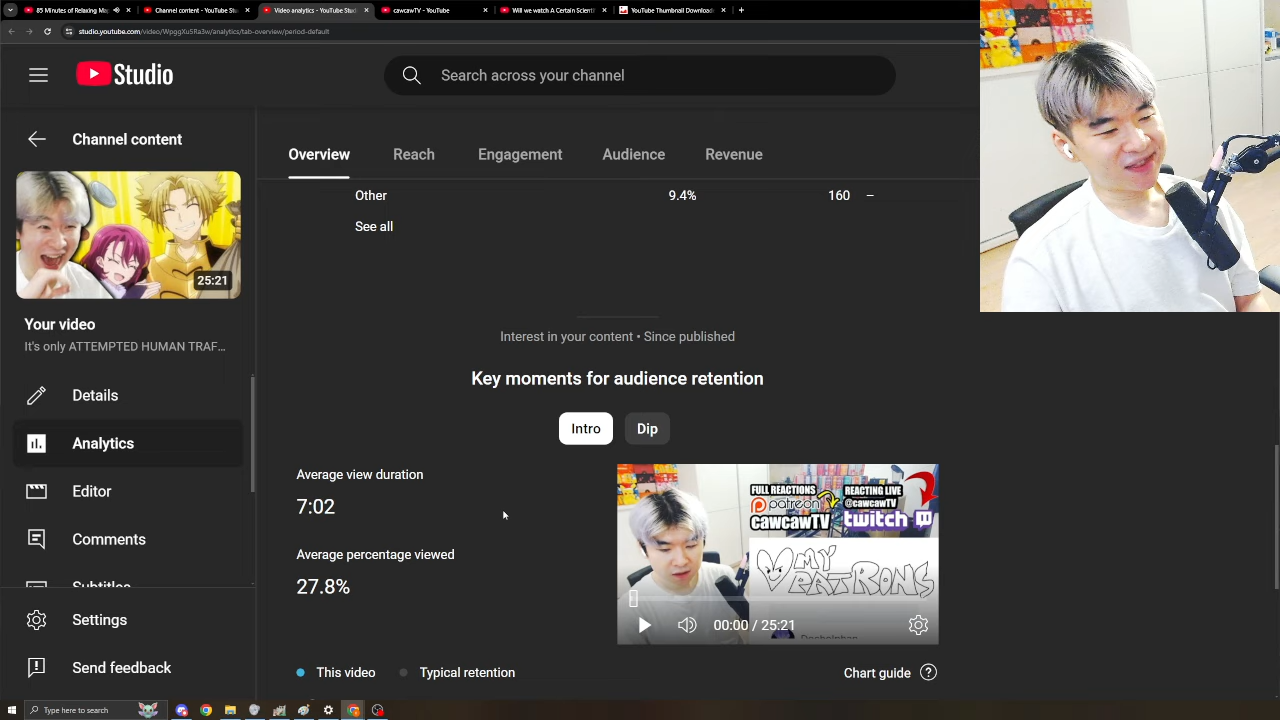 85 Minutes of Relaxing Ma
Channel content - YouTube Stu
Video analytics - YouTube Stud
cawcawTV - YouTube
Will we watch A Certain Scient
YouTube Thumbnail Download
studio.youtube.com/video/WpggXu5Ra3w/analytics/tab-overview/period-default
Studio
Search across your channel
Channel content
25:21
Your video
It's only ATTEMPTED HUMAN TRAF...
Details
Analytics
Editor
Comments
Subtitles
Settings
Send feedback
Overview
Reach
Engagement
Audience
Revenue
Other 9.4% 160 –
See all
Interest in your content • Since published
Key moments for audience retention
Intro
Dip
Average view duration
7:02
Average percentage viewed
27.8%
FULL REACTIONS
patreon
cawcawTV
REACTING LIVE
@cawcawTV
twitch
MY
PATRONS
00:00 / 25:21
This video
Typical retention
Chart guide ?
Type here to search